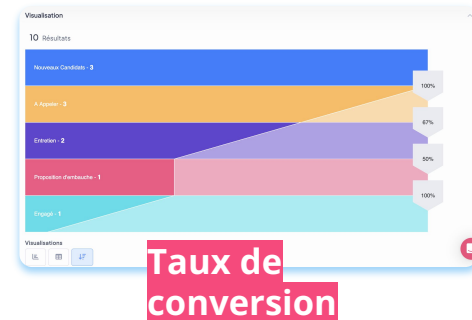 Visualisation
10 Résultats
Nouveaux Candidats - 3
100%
A Appeler - 3
67%
Entretien - 2
50%
Proposition d'embauche - 1
100%
Engagé - 1
Visualisations
Taux de
conversion